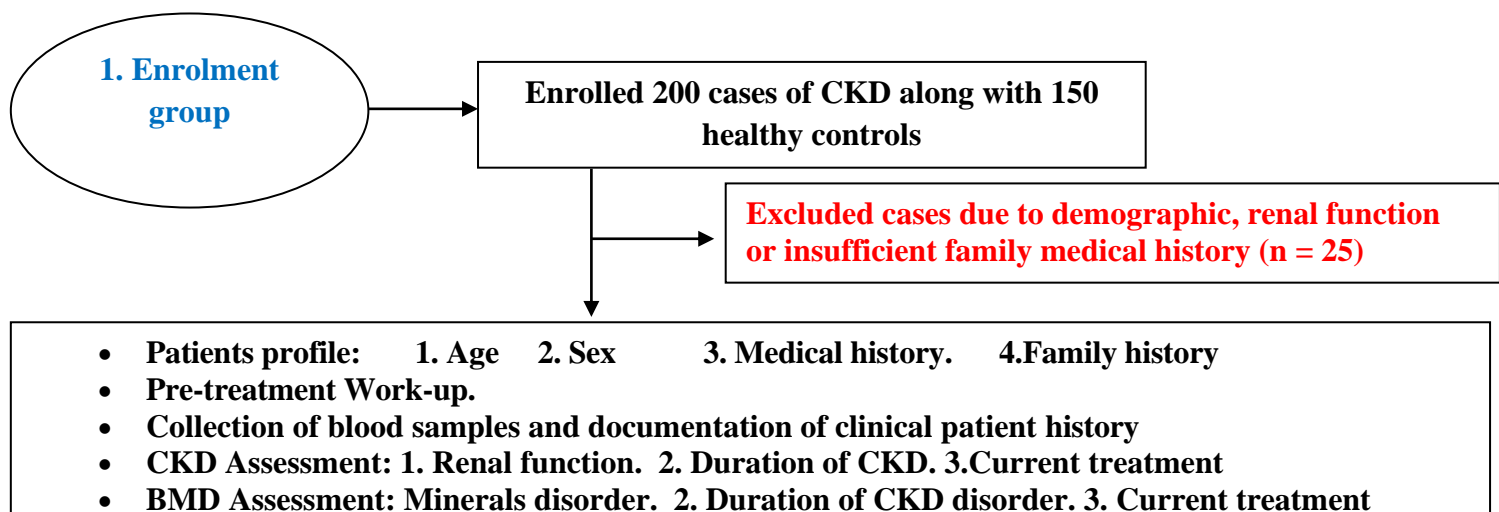 1. Enrolment
group
Enrolled 200 cases of CKD along with 150
healthy controls
Excluded cases due to demographic, renal function
or insufficient family medical history (n = 25)
• Patients profile: 1. Age 2. Sex 3. Medical history. 4.Family history
• Pre-treatment Work-up.
• Collection of blood samples and documentation of clinical patient history
• CKD Assessment: 1. Renal function. 2. Duration of CKD. 3.Current treatment
• BMD Assessment: Minerals disorder. 2. Duration of CKD disorder. 3. Current treatment